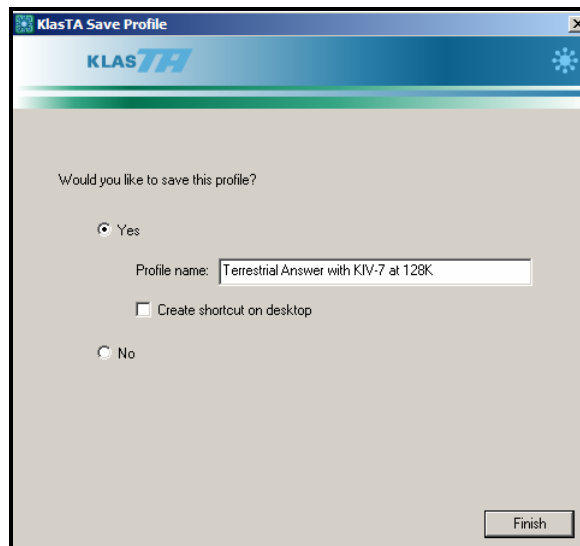 KlasTA Save Profile
KLAS TA
Would you like to save this profile?
Yes
Profile name: Terrestrial Answer with KIV-7 at 128K
Create shortcut on desktop
No
Finish